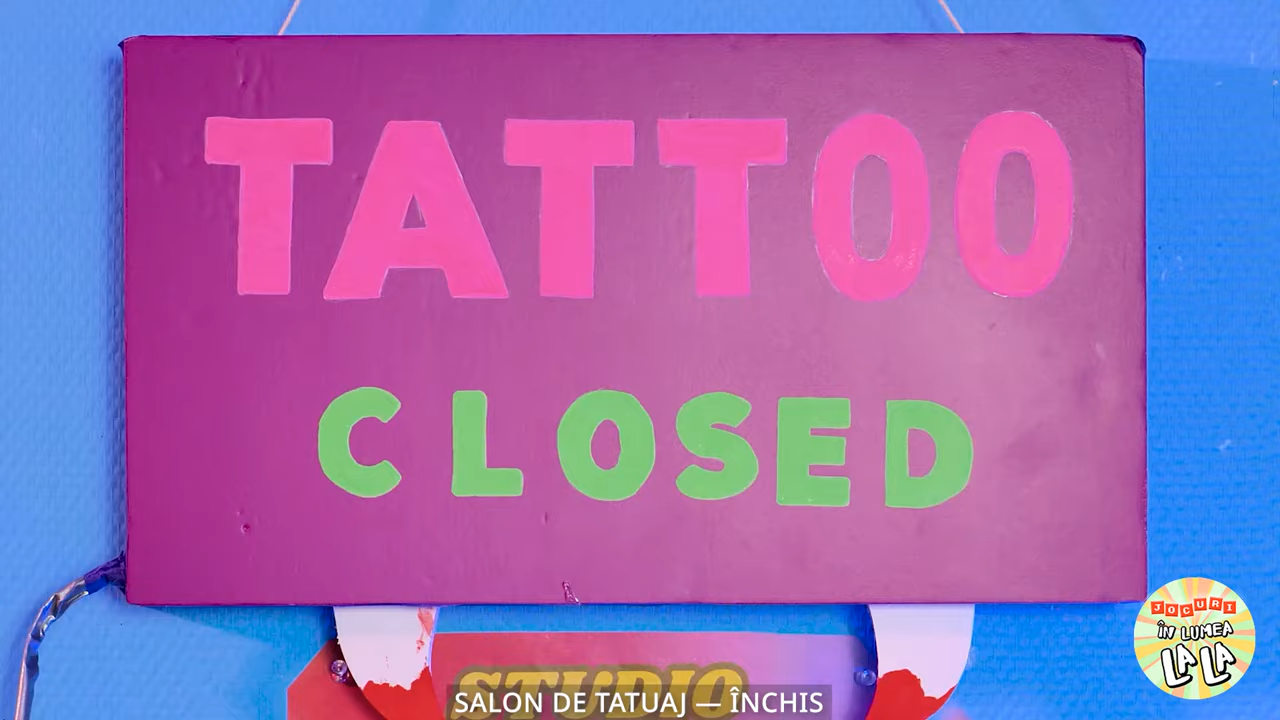 TATTOO
CLOSED
STUDIO
SALON DE TATUAJ — ÎNCHIS
JOCURI
ÎN LUMEA
LA LA